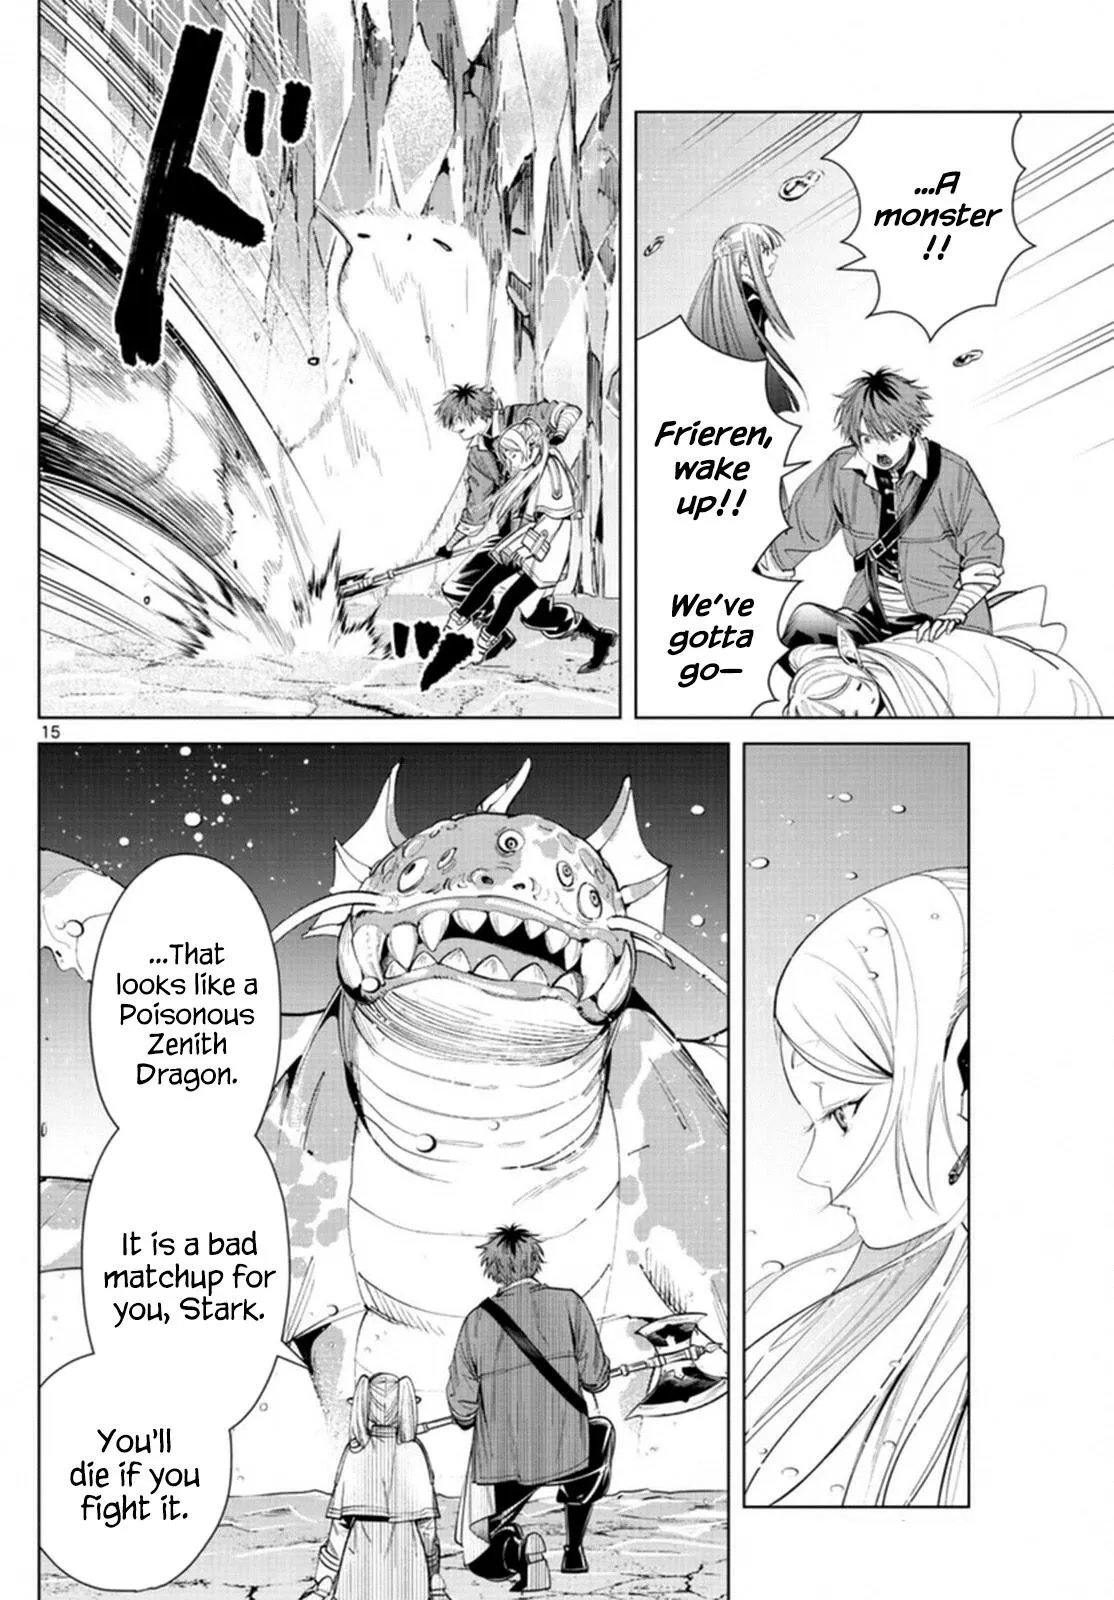 ...A
monster
!!
Frieren,
wake
up!!
We've
gotta
go—
ドッ
15
...That
looks like a
Poisonous
Zenith
Dragon.
It is a bad
matchup for
you, Stark.
You'll
die if you
fight it.